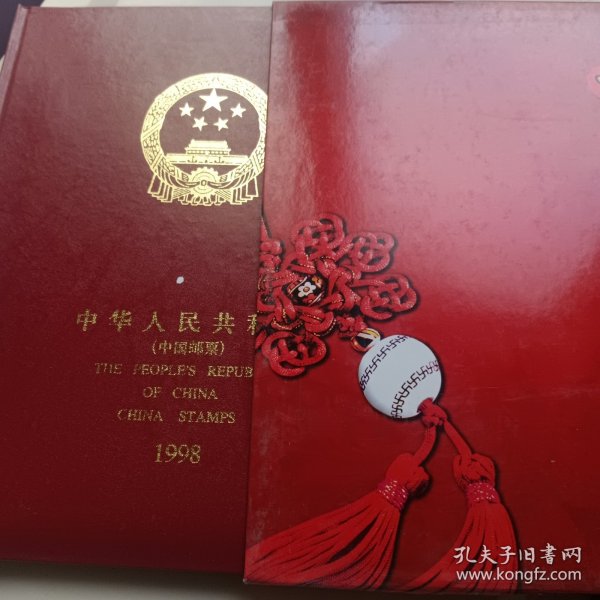 中华人民共和
(中国邮票)
THE PEOPLE'S REPUB
OF CHINA
CHINA STAMPS
1998
孔夫子旧書网
www.kongfz.com